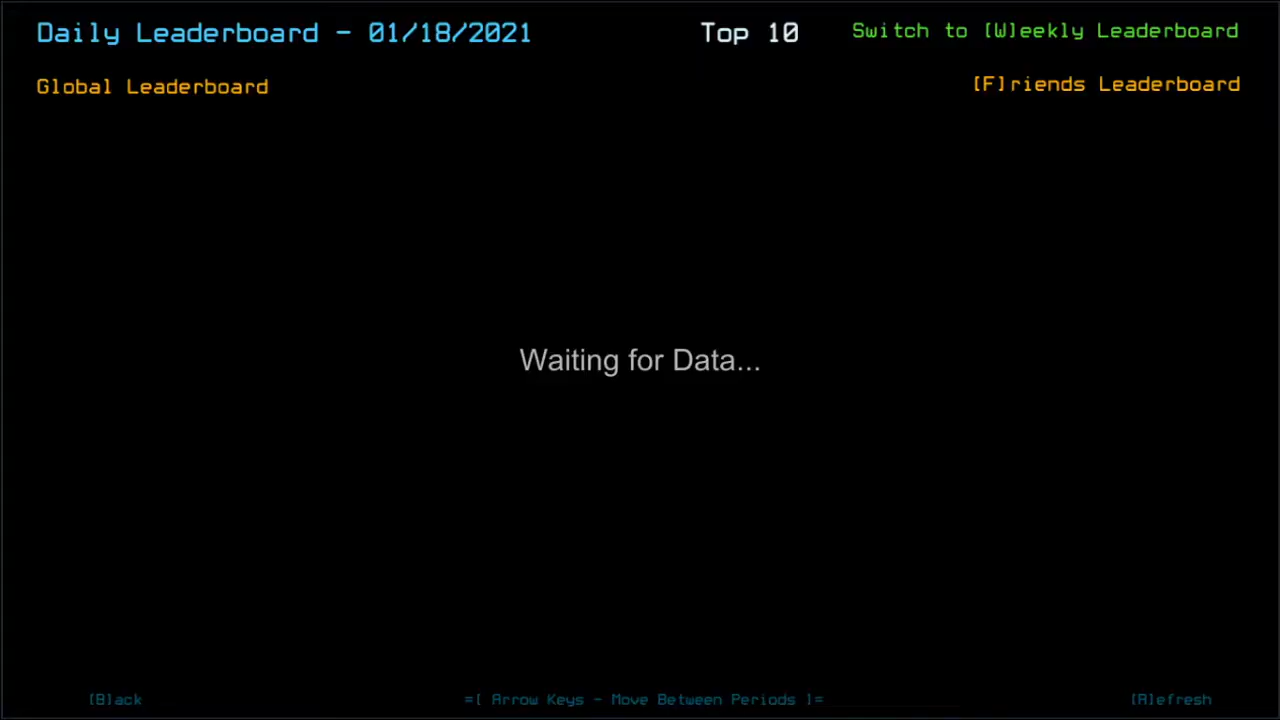 Daily Leaderboard - 01/18/2021
Top 10
Switch to [W]eekly Leaderboard
Global Leaderboard
[F]riends Leaderboard
Waiting for Data...
[B]ack
=[ Arrow Keys - Move Between Periods ]=
[R]efresh